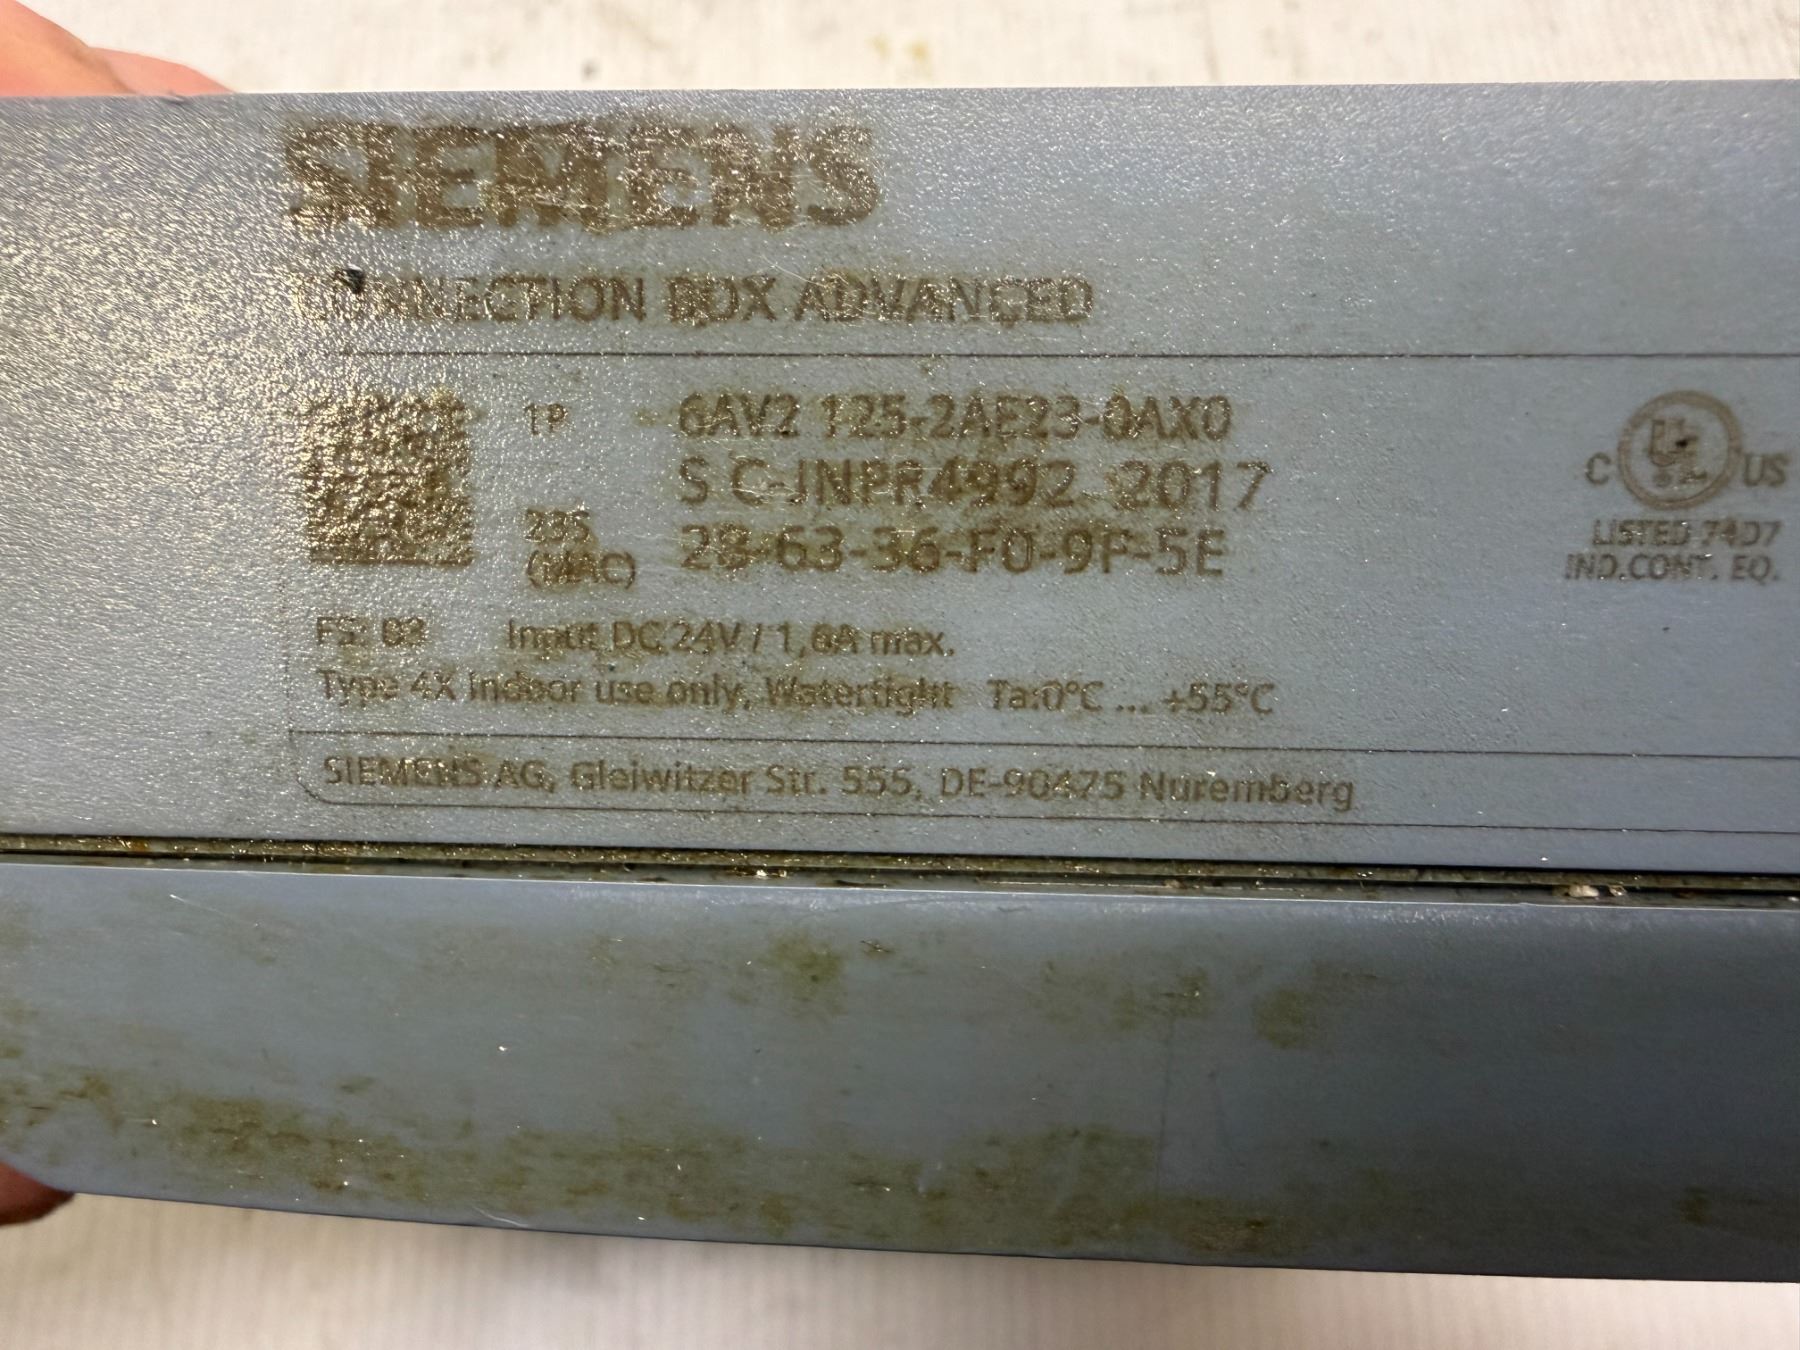 SIEMENS
CONNECTION BOX ADVANCED
1P 6AV2 125-2AE23-0AX0
S C-JNPR4992 2017
23S (MAC) 28-63-36-F0-9F-5E
C UL US
LISTED 74D7
IND.CONT. EQ.
FS: 03 Input DC 24V / 1,6A max.
Type 4X Indoor use only, Watertight Ta:0°C ... +55°C
SIEMENS AG, Gleiwitzer Str. 555, DE-90475 Nuremberg